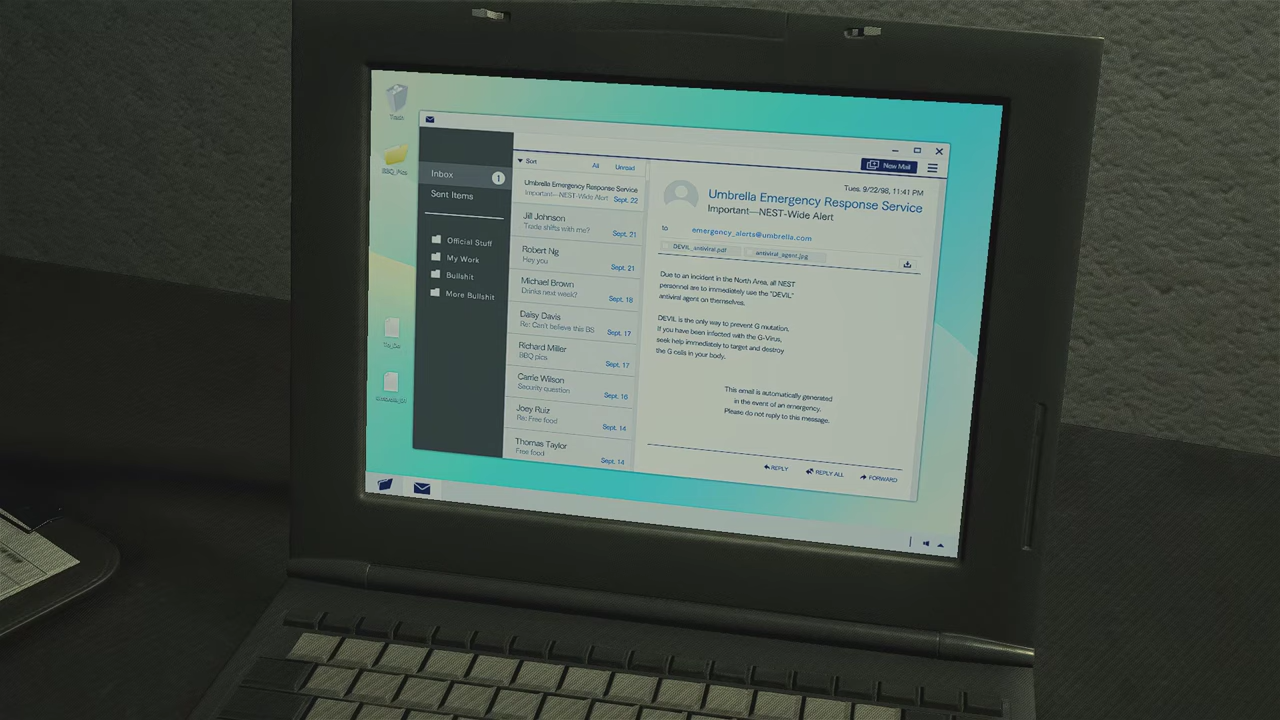 Trash
BBQ_Pics
To_Do
Inbox
1
Sent Items
Official Stuff
My Work
Bullshit
More Bullshit
Sort
All
Unread
Umbrella Emergency Response Service
Important—NEST-Wide Alert
Sept. 22
Jill Johnson
Trade shifts with me?
Sept. 21
Robert Ng
Hey you
Sept. 21
Michael Brown
Drinks next week?
Sept. 18
Daisy Davis
Re: Can't believe this BS
Sept. 17
Richard Miller
BBQ pics
Sept. 17
Carrie Wilson
Security question
Sept. 16
Joey Ruiz
Re: Free food
Sept. 14
Thomas Taylor
Free food
Sept. 14
New Mail
Tues. 9/22/98, 11:41 PM
Umbrella Emergency Response Service
Important—NEST-Wide Alert
to emergency_alerts@umbrella.com
DEVIL_antiviral.pdf
antiviral_agent.jpg
Due to an incident in the North Area, all NEST
personnel are to immediately use the "DEVIL"
antiviral agent on themselves.
DEVIL is the only way to prevent G mutation.
If you have been infected with the G-Virus,
seek help immediately to target and destroy
the G cells in your body.
This email is automatically generated
in the event of an emergency.
Please do not reply to this message.
REPLY
REPLY ALL
FORWARD